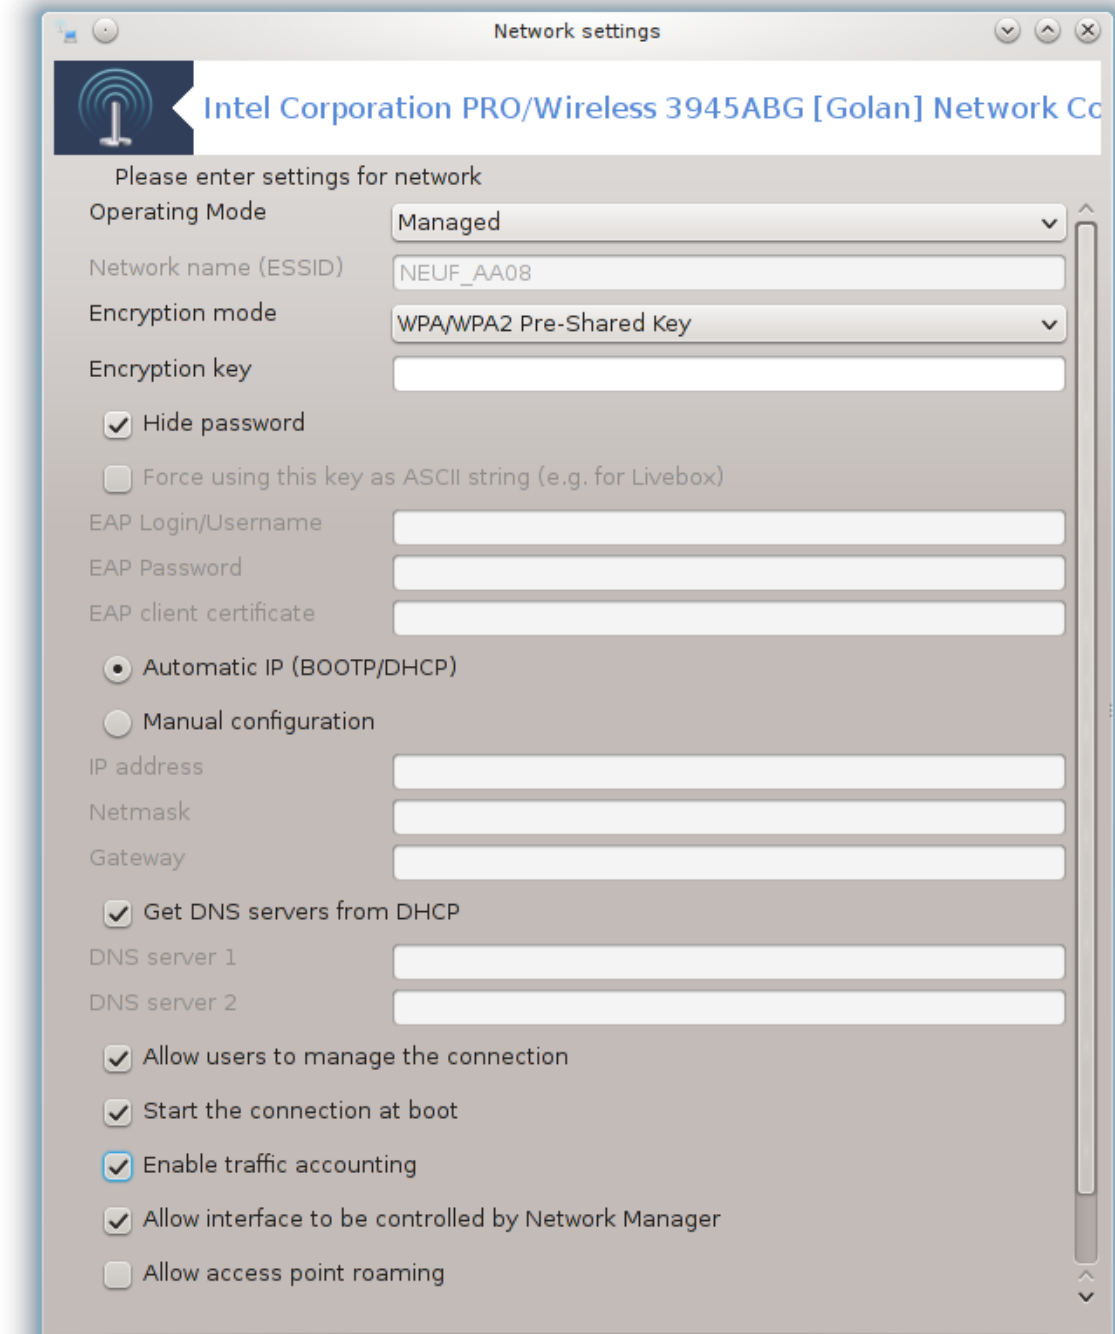 Network settings
Intel Corporation PRO/Wireless 3945ABG [Golan] Network Co
Please enter settings for network
Operating Mode Managed
Network name (ESSID) NEUF_AA08
Encryption mode WPA/WPA2 Pre-Shared Key
Encryption key
Hide password
Force using this key as ASCII string (e.g. for Livebox)
EAP Login/Username
EAP Password
EAP client certificate
Automatic IP (BOOTP/DHCP)
Manual configuration
IP address
Netmask
Gateway
Get DNS servers from DHCP
DNS server 1
DNS server 2
Allow users to manage the connection
Start the connection at boot
Enable traffic accounting
Allow interface to be controlled by Network Manager
Allow access point roaming